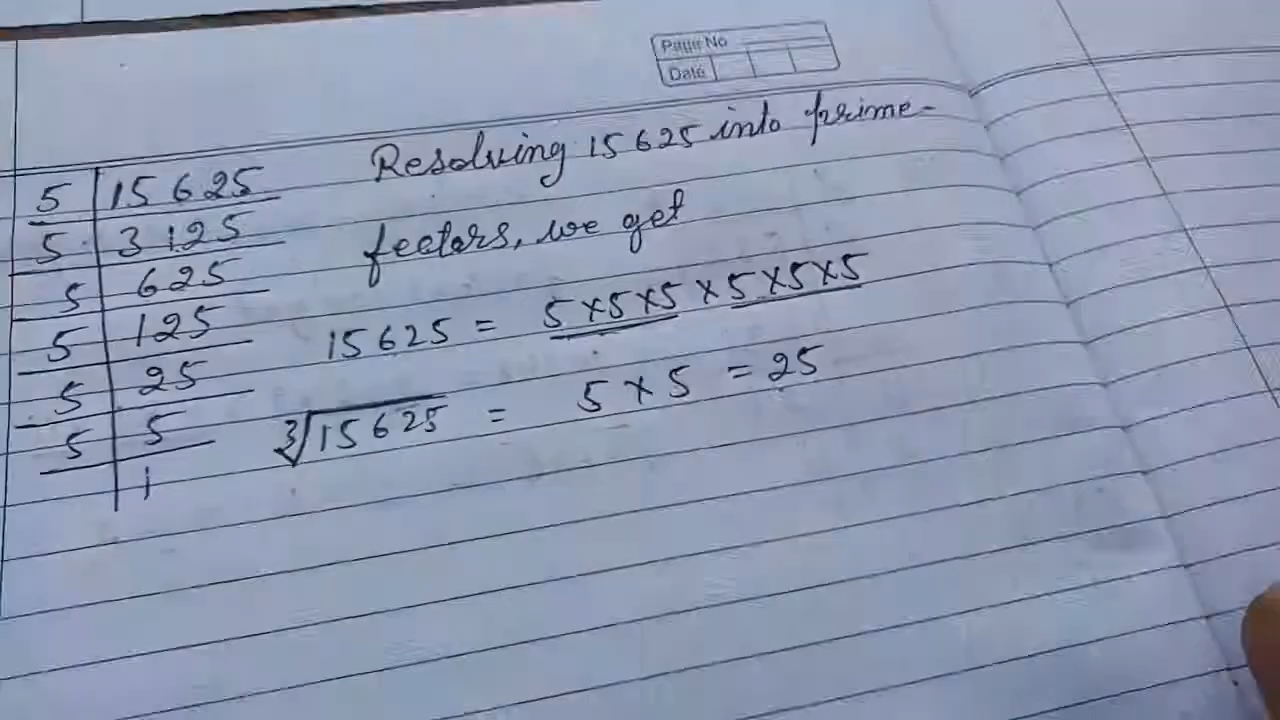 Page No
Date
5 | 15625
5 | 3125
5 | 625
5 | 125
5 | 25
5 | 5
1
Resolving 15625 into prime-
fectors, we get
15625 = 5×5×5×5×5×5
∛15625 = 5×5 = 25